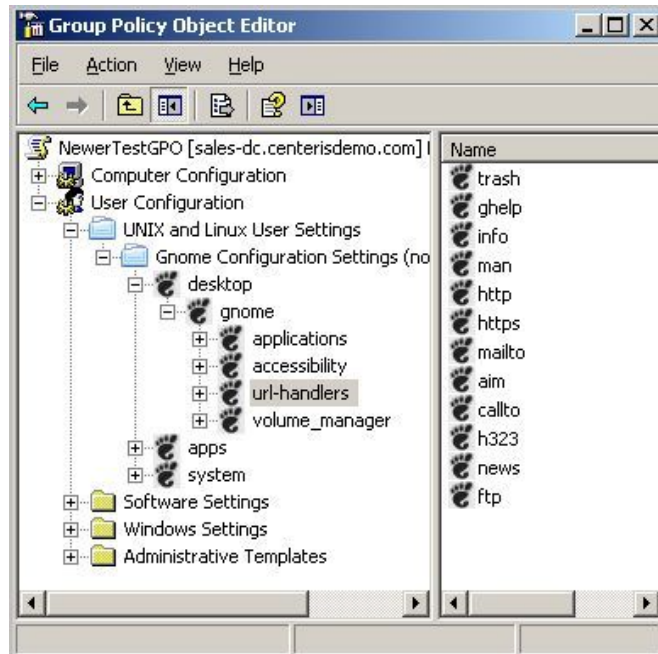 Group Policy Object Editor
File Action View Help
NewerTestGPO [sales-dc.centerisdemo.com]
Computer Configuration
User Configuration
UNIX and Linux User Settings
Gnome Configuration Settings (no
desktop
gnome
applications
accessibility
url-handlers
volume_manager
apps
system
Software Settings
Windows Settings
Administrative Templates
Name
trash
ghelp
info
man
http
https
mailto
aim
callto
h323
news
ftp